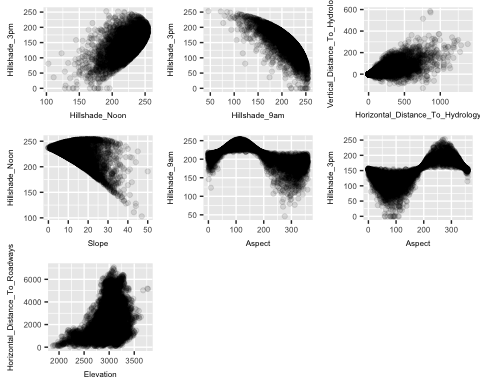 Hillshade_3pm
250
200
150
100
50
0
100 150 200 250
Hillshade_Noon
Hillshade_3pm
250
200
150
100
50
0
50 100 150 200 250
Hillshade_9am
Vertical_Distance_To_Hydrolo
600
400
200
0
0 500 1000
Horizontal_Distance_To_Hydrology
Hillshade_Noon
250
200
150
100
0 10 20 30 40 50
Slope
Hillshade_9am
250
200
150
100
50
0 100 200 300
Aspect
Hillshade_3pm
250
200
150
100
50
0
0 100 200 300
Aspect
Horizontal_Distance_To_Roadways
6000
4000
2000
0
2000 2500 3000 3500
Elevation